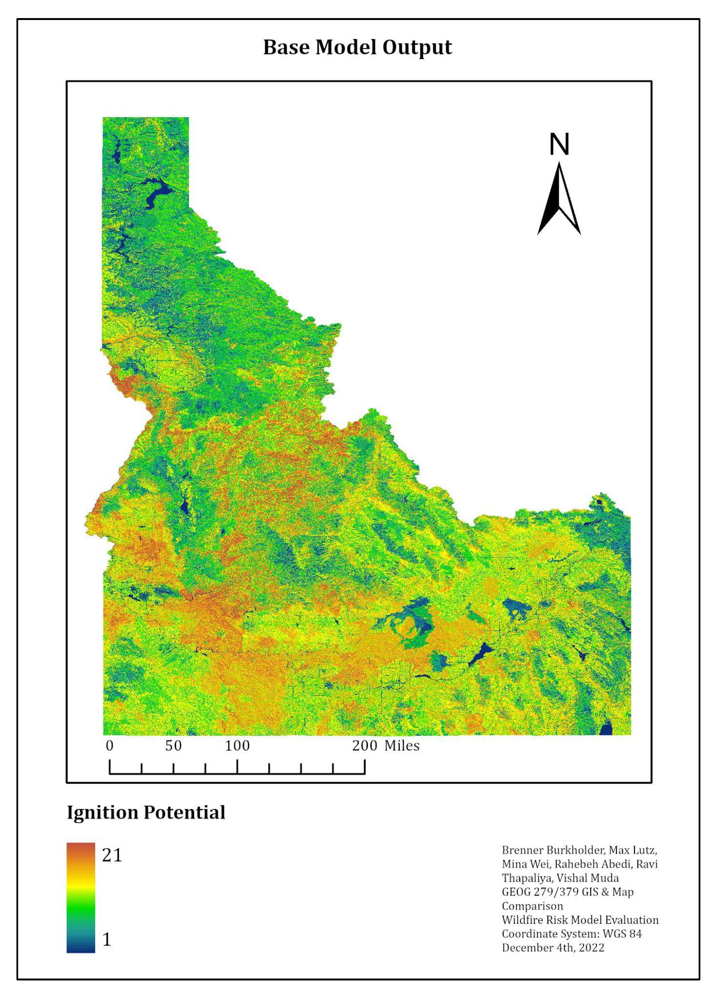 Base Model Output
N
0 50 100 200 Miles
Ignition Potential
21
1
Brenner Burkholder, Max Lutz,
Mina Wei, Rahebeh Abedi, Ravi
Thapaliya, Vishal Muda
GEOG 279/379 GIS & Map
Comparison
Wildfire Risk Model Evaluation
Coordinate System: WGS 84
December 4th, 2022